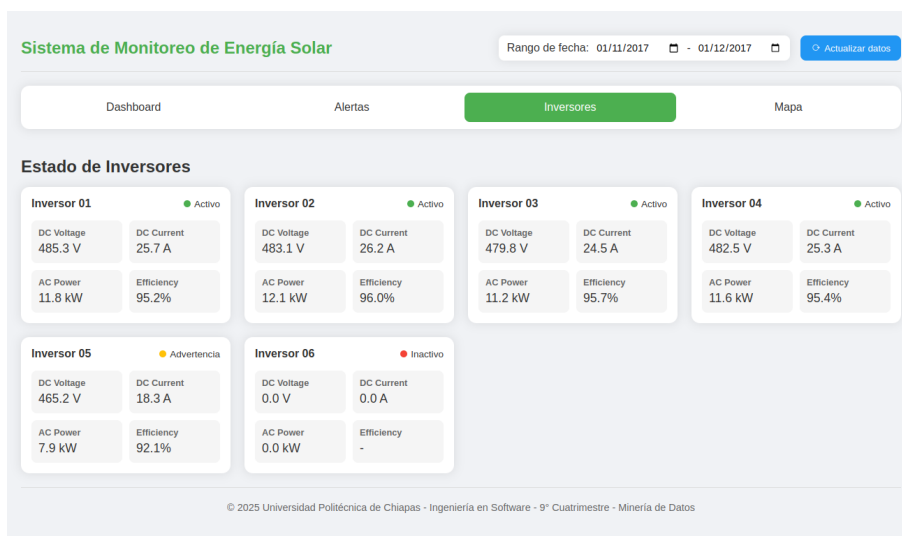 Sistema de Monitoreo de Energía Solar
Rango de fecha: 01/11/2017 - 01/12/2017
Actualizar datos
Dashboard Alertas Inversores Mapa
Estado de Inversores
Inversor 01 Activo
DC Voltage DC Current
485.3 V 25.7 A
AC Power Efficiency
11.8 kW 95.2%
Inversor 02 Activo
DC Voltage DC Current
483.1 V 26.2 A
AC Power Efficiency
12.1 kW 96.0%
Inversor 03 Activo
DC Voltage DC Current
479.8 V 24.5 A
AC Power Efficiency
11.2 kW 95.7%
Inversor 04 Activo
DC Voltage DC Current
482.5 V 25.3 A
AC Power Efficiency
11.6 kW 95.4%
Inversor 05 Advertencia
DC Voltage DC Current
465.2 V 18.3 A
AC Power Efficiency
7.9 kW 92.1%
Inversor 06 Inactivo
DC Voltage DC Current
0.0 V 0.0 A
AC Power Efficiency
0.0 kW -
© 2025 Universidad Politécnica de Chiapas - Ingeniería en Software - 9° Cuatrimestre - Minería de Datos